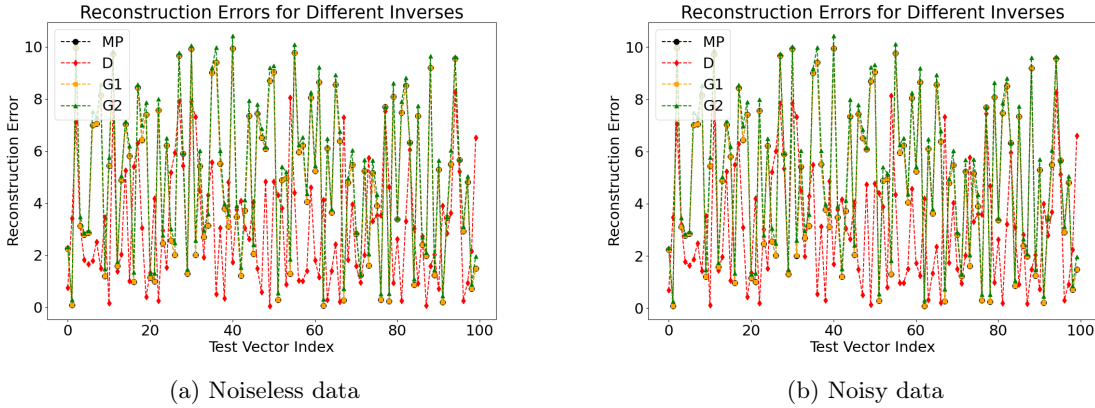 Reconstruction Errors for Different Inverses
Reconstruction Error
10
8
6
4
2
0
MP
D
G1
G2
0 20 40 60 80 100
Test Vector Index
(a) Noiseless data
Reconstruction Errors for Different Inverses
Reconstruction Error
10
8
6
4
2
0
MP
D
G1
G2
0 20 40 60 80 100
Test Vector Index
(b) Noisy data